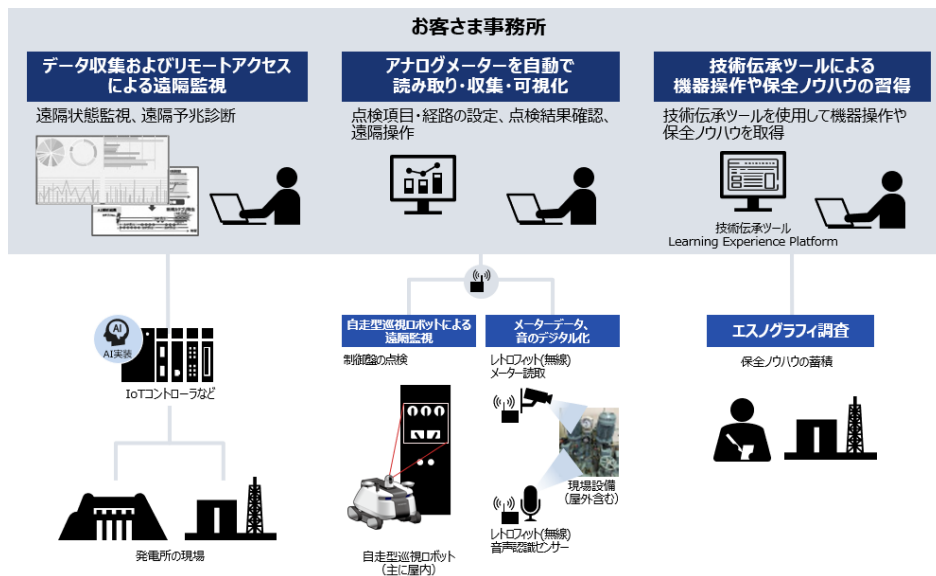 お客さま事務所
データ収集およびリモートアクセス
による遠隔監視
遠隔状態監視、遠隔予兆診断
アナログメーターを自動で
読み取り・収集・可視化
点検項目・経路の設定、点検結果確認、
遠隔操作
技術伝承ツールによる
機器操作や保全ノウハウの習得
技術伝承ツールを使用して機器操作や
保全ノウハウを取得
技術伝承ツール
Learning Experience Platform
AI
AI実装
IoTコントローラなど
発電所の現場
自走型巡視ロボットによる
遠隔監視
制御盤の点検
自走型巡視ロボット
(主に屋内)
メーターデータ、
音のデジタル化
レトロフィット(無線)
メーター読取
現場設備
(屋外含む)
レトロフィット(無線)
音声認識センサー
エスノグラフィ調査
保全ノウハウの蓄積